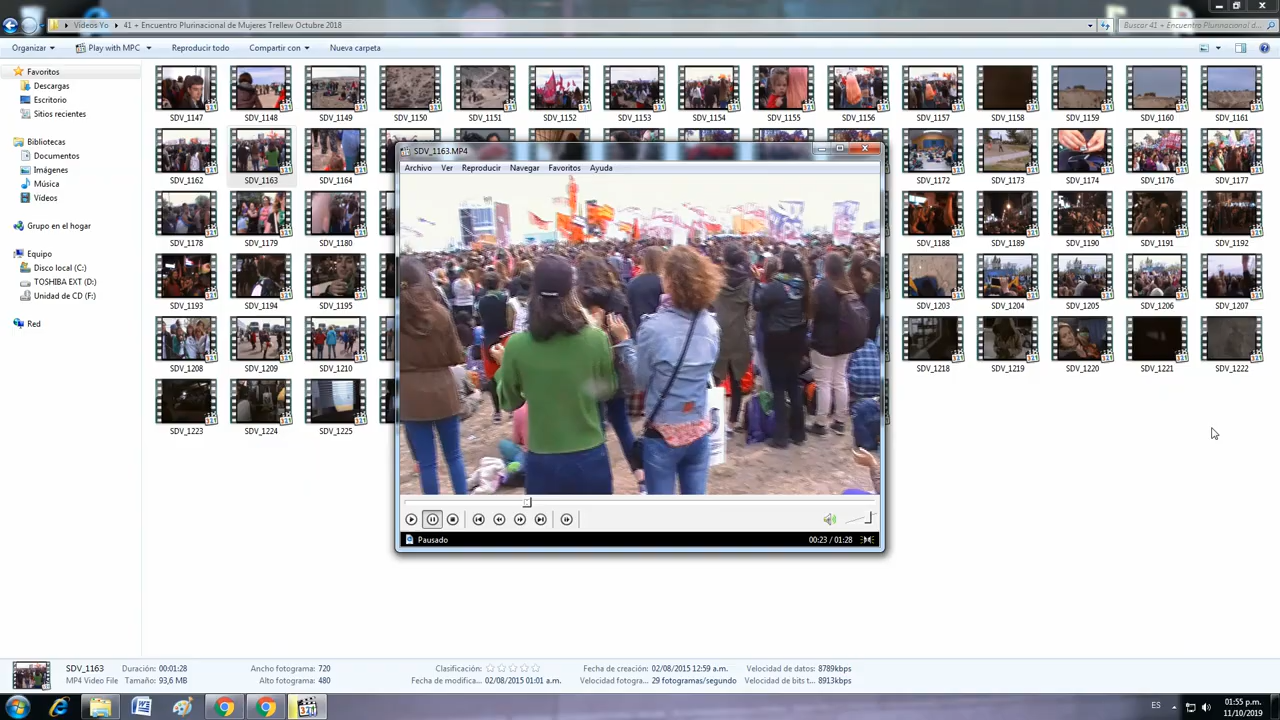 Videos Yo ▸ 41 + Encuentro Plurinacional de Mujeres Trellew Octubre 2018
Buscar 41 + Encuentro Plurinacional d...
Organizar Play with MPC Reproducir todo Compartir con Nueva carpeta
Favoritos
Descargas
Escritorio
Sitios recientes
Bibliotecas
Documentos
Imágenes
Música
Vídeos
Grupo en el hogar
Equipo
Disco local (C:)
TOSHIBA EXT (D:)
Unidad de CD (F:)
Red
SDV_1147 SDV_1148 SDV_1149 SDV_1150 SDV_1151 SDV_1152 SDV_1153 SDV_1154 SDV_1155 SDV_1156 SDV_1157 SDV_1158 SDV_1159 SDV_1160 SDV_1161
SDV_1162 SDV_1163 SDV_1164 SDV_1172 SDV_1173 SDV_1174 SDV_1176 SDV_1177
SDV_1178 SDV_1179 SDV_1180 SDV_1188 SDV_1189 SDV_1190 SDV_1191 SDV_1192
SDV_1193 SDV_1194 SDV_1195 SDV_1203 SDV_1204 SDV_1205 SDV_1206 SDV_1207
SDV_1208 SDV_1209 SDV_1210 SDV_1218 SDV_1219 SDV_1220 SDV_1221 SDV_1222
SDV_1223 SDV_1224 SDV_1225
SDV_1163.MP4
Archivo Ver Reproducir Navegar Favoritos Ayuda
Pausado 00:23 / 01:28
SDV_1163 Duración: 00:01:28 Ancho fotograma: 720 Clasificación: Fecha de creación: 02/08/2015 12:59 a.m. Velocidad de datos: 8789kbps
MP4 Video File Tamaño: 93,6 MB Alto fotograma: 480 Fecha de modifica... 02/08/2015 01:01 a.m. Velocidad fotogra... 29 fotogramas/segundo Velocidad de bits t... 8913kbps
ES 01:55 p.m.
11/10/2019